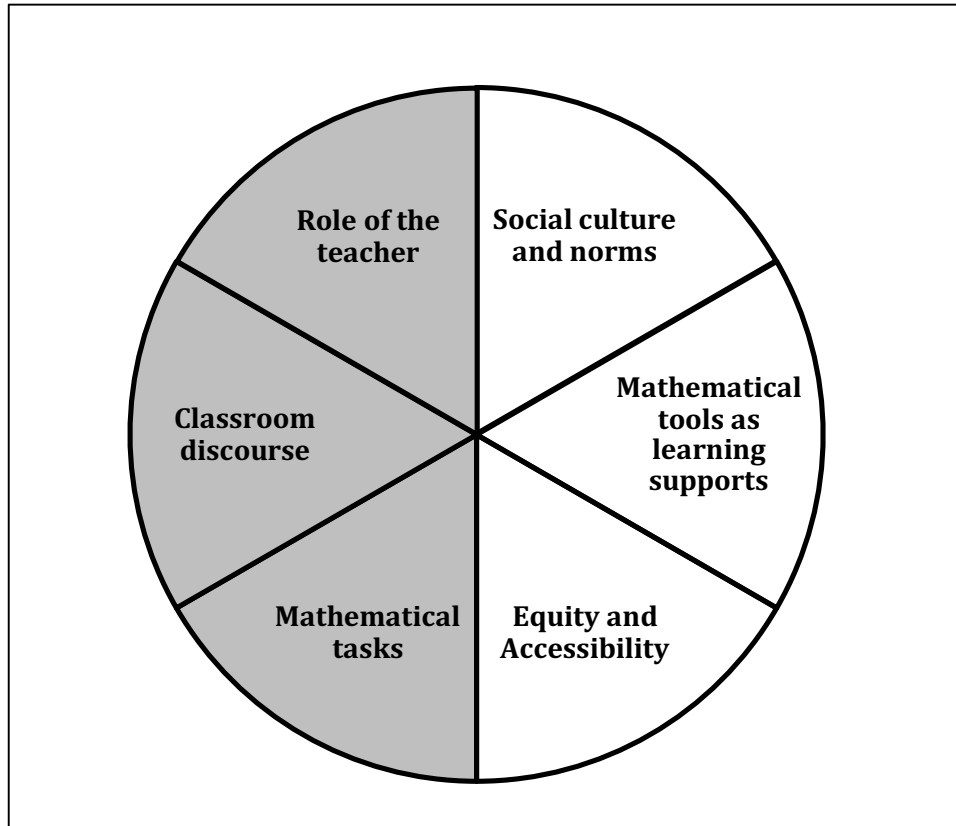 Role of the
teacher
Social culture
and norms
Mathematical
tools as
learning
supports
Equity and
Accessibility
Mathematical
tasks
Classroom
discourse